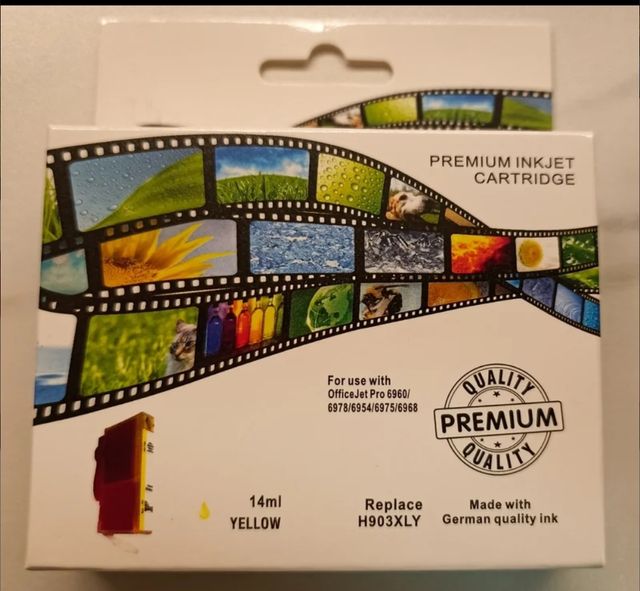 PREMIUM INKJET
CARTRIDGE
For use with
OfficeJet Pro 6960/
6978/6954/6975/6968
QUALITY
PREMIUM
QUALITY
14ml
YELLOW
Replace
H903XLY
Made with
German quality ink